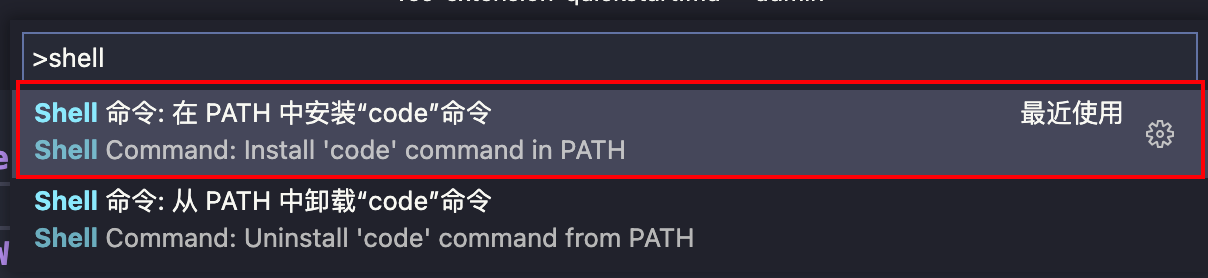 >shell
Shell 命令: 在 PATH 中安装“code”命令 最近使用
Shell Command: Install 'code' command in PATH
Shell 命令: 从 PATH 中卸载“code”命令
Shell Command: Uninstall 'code' command from PATH